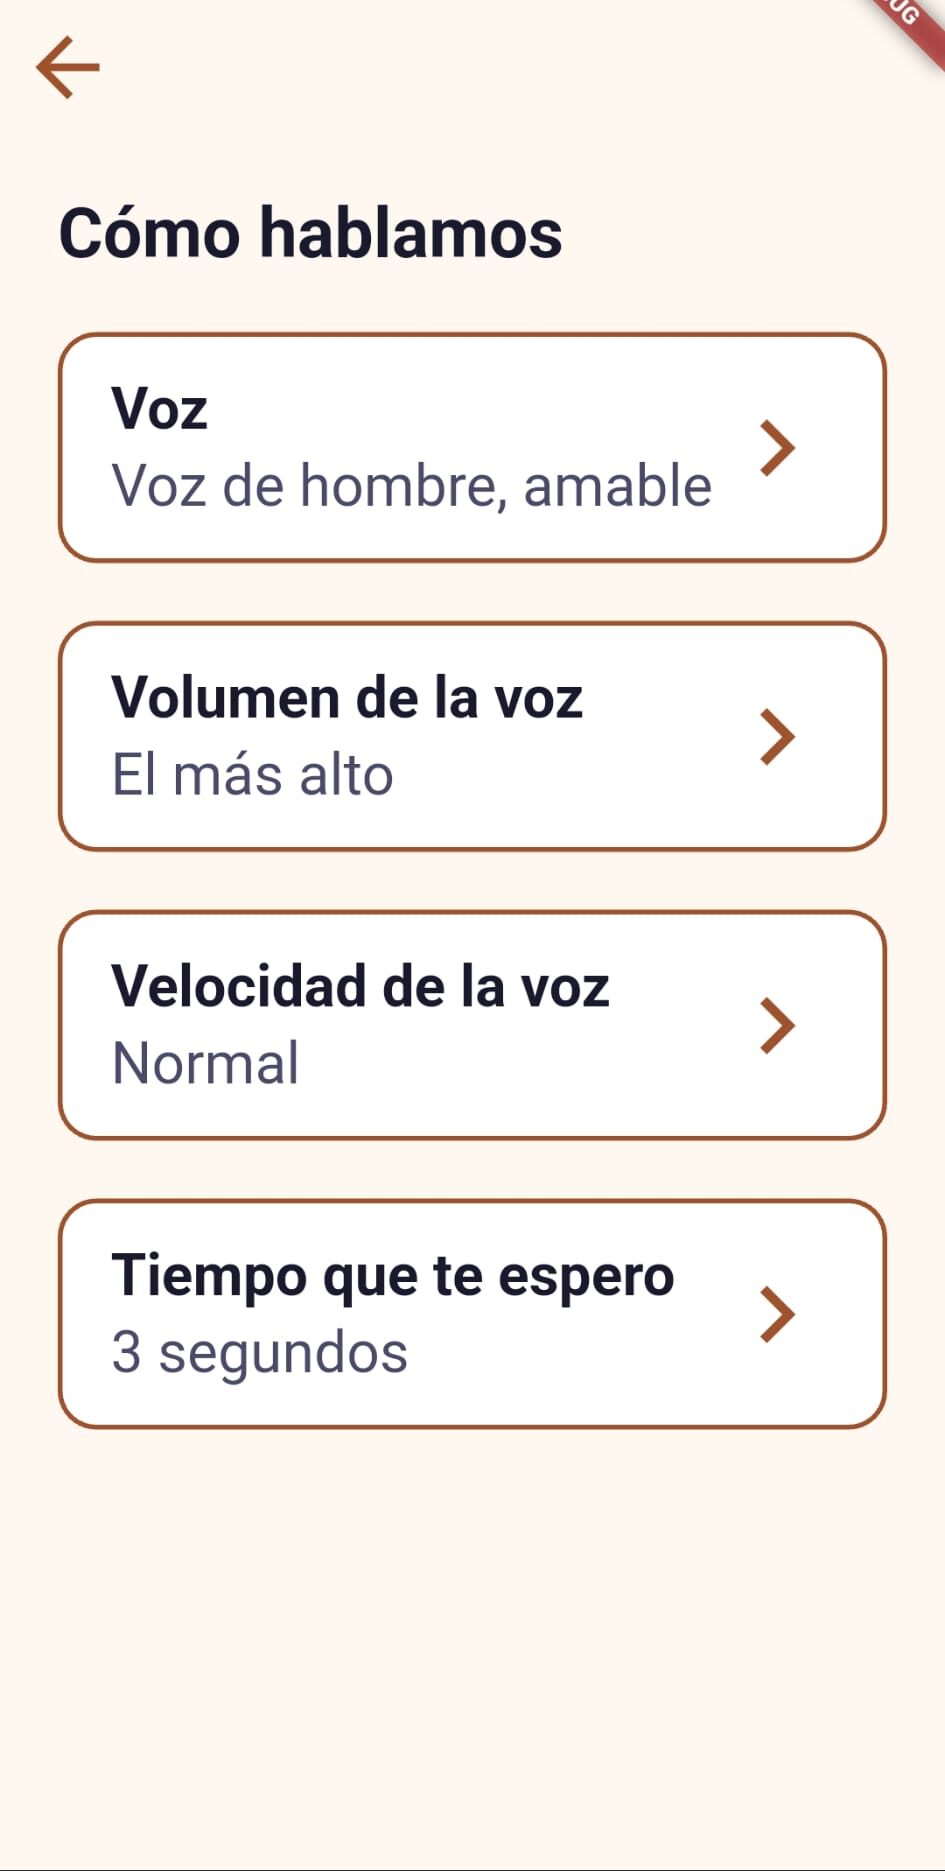 Cómo hablamos
Voz
Voz de hombre, amable
Volumen de la voz
El más alto
Velocidad de la voz
Normal
Tiempo que te espero
3 segundos